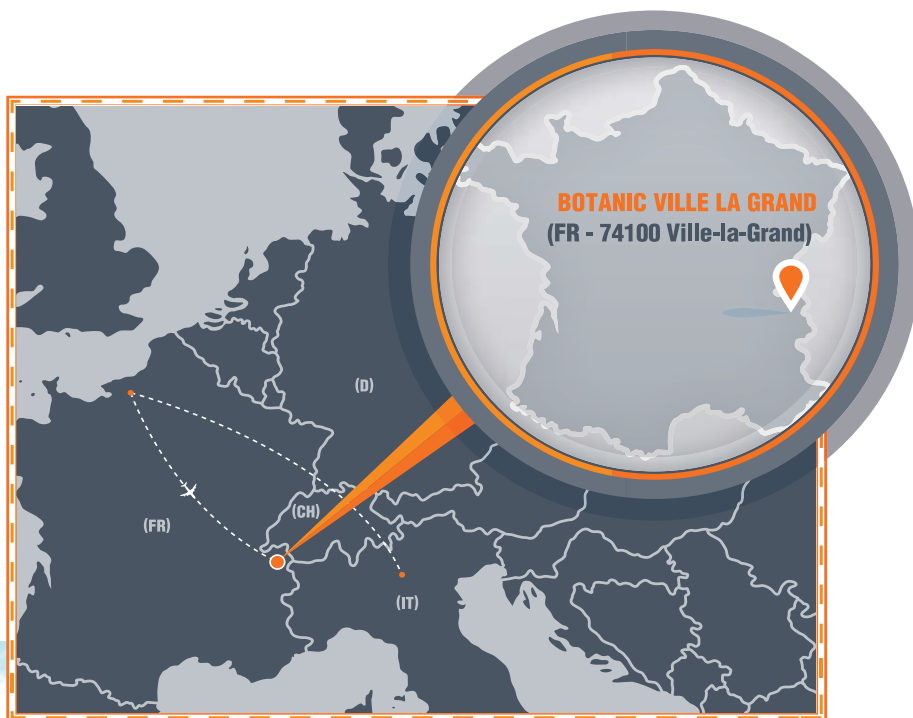 BOTANIC VILLE LA GRAND
(FR - 74100 Ville-la-Grand)
(D)
(CH)
(FR)
(IT)